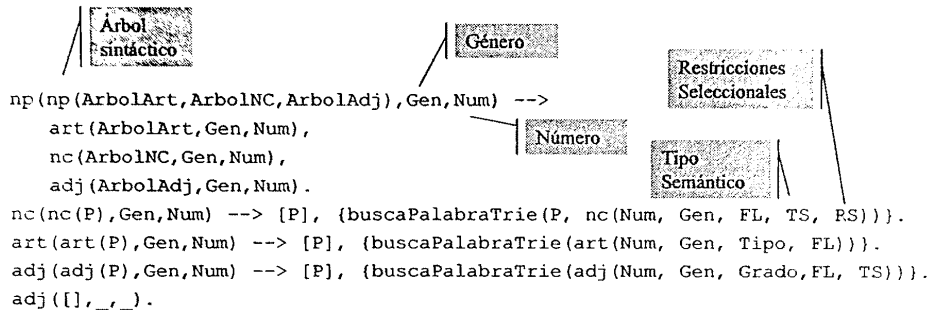 Árbol
sintáctico
Género
Restricciones
Seleccionales
np(np(ArbolArt,ArbolNC,ArbolAdj),Gen,Num) -->
art(ArbolArt,Gen,Num),
Número
nc(ArbolNC,Gen,Num),
Tipo
Semántico
adj(ArbolAdj,Gen,Num).
nc(nc(P),Gen,Num) --> [P], {buscaPalabraTrie(P, nc(Num, Gen, FL, TS, RS))}.
art(art(P),Gen,Num) --> [P], {buscaPalabraTrie(art(Num, Gen, Tipo, FL))}.
adj(adj(P),Gen,Num) --> [P], {buscaPalabraTrie(adj(Num, Gen, Grado,FL, TS))}.
adj([],_,_).